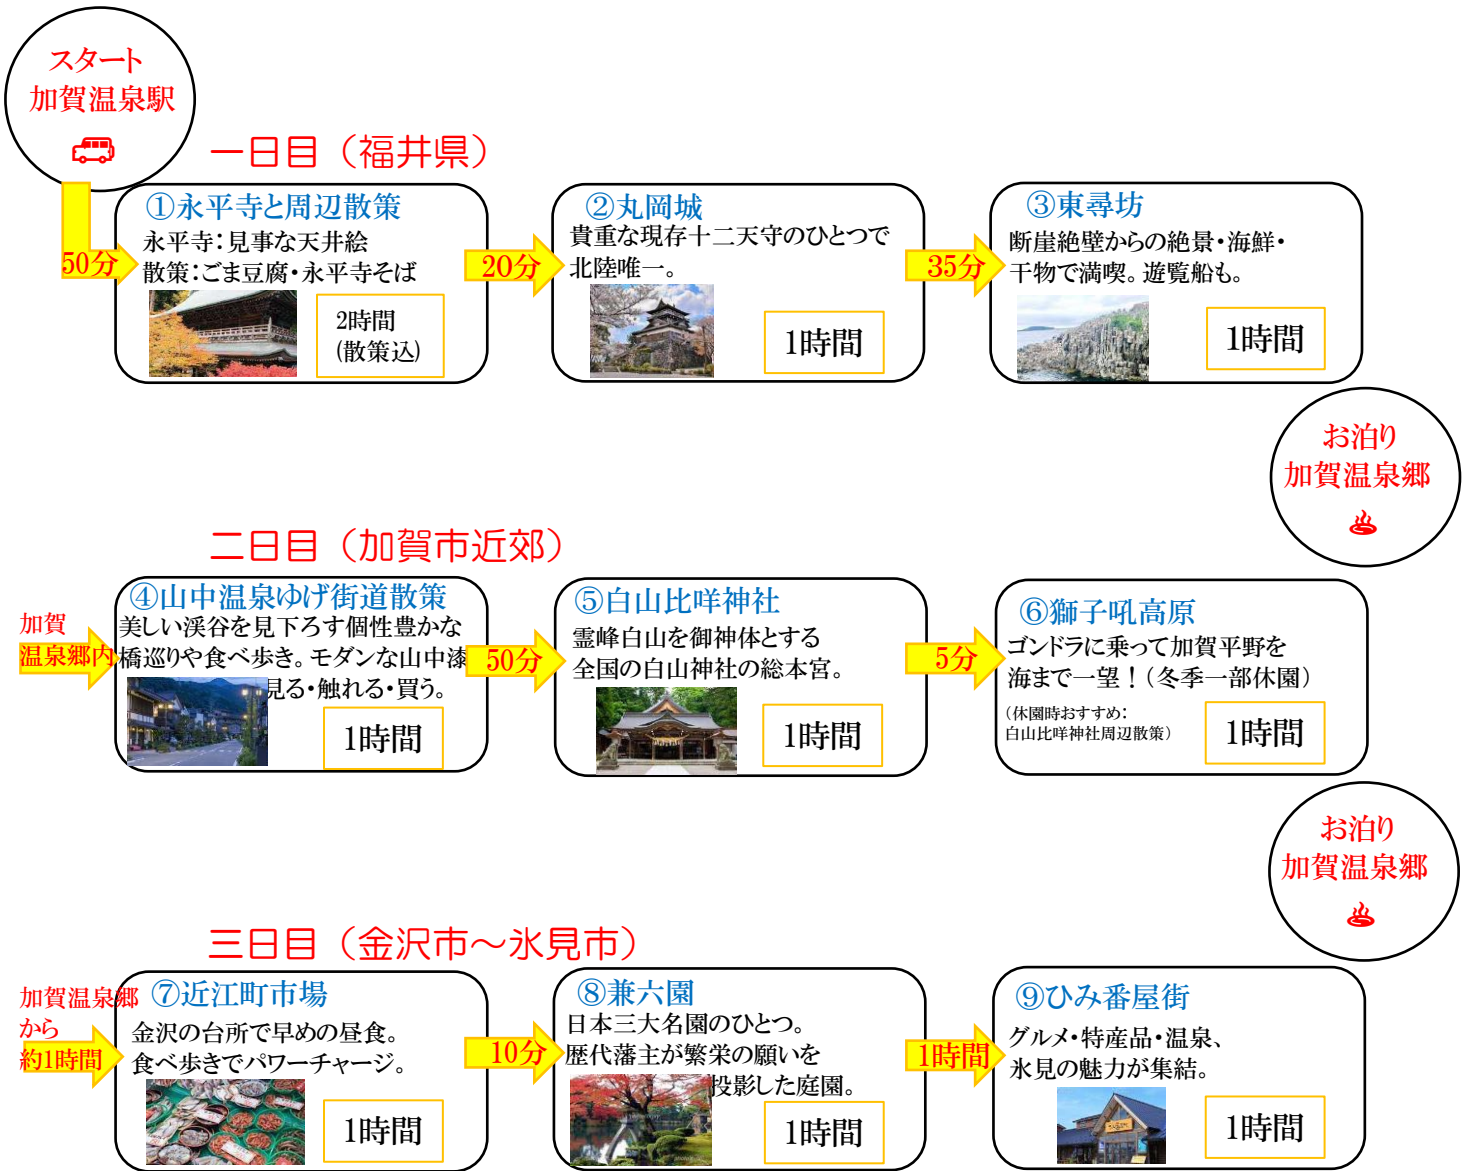 スタート
加賀温泉駅
一日目（福井県）
50分
①永平寺と周辺散策
永平寺：見事な天井絵
散策：ごま豆腐・永平寺そば
2時間
(散策込)
20分
②丸岡城
貴重な現存十二天守のひとつで
北陸唯一。
1時間
35分
③東尋坊
断崖絶壁からの絶景・海鮮・
干物で満喫。遊覧船も。
1時間
お泊り
加賀温泉郷
二日目（加賀市近郊）
加賀
温泉郷内
④山中温泉ゆげ街道散策
美しい渓谷を見下ろす個性豊かな
橋巡りや食べ歩き。モダンな山中漆
見る・触れる・買う。
1時間
50分
⑤白山比咩神社
霊峰白山を御神体とする
全国の白山神社の総本宮。
1時間
5分
⑥獅子吼高原
ゴンドラに乗って加賀平野を
海まで一望！（冬季一部休園）
（休園時おすすめ：
白山比咩神社周辺散策）
1時間
お泊り
加賀温泉郷
三日目（金沢市～氷見市）
加賀温泉郷
から
約1時間
⑦近江町市場
金沢の台所で早めの昼食。
食べ歩きでパワーチャージ。
1時間
10分
⑧兼六園
日本三大名園のひとつ。
歴代藩主が繁栄の願いを
投影した庭園。
1時間
1時間
⑨ひみ番屋街
グルメ・特産品・温泉、
氷見の魅力が集結。
1時間